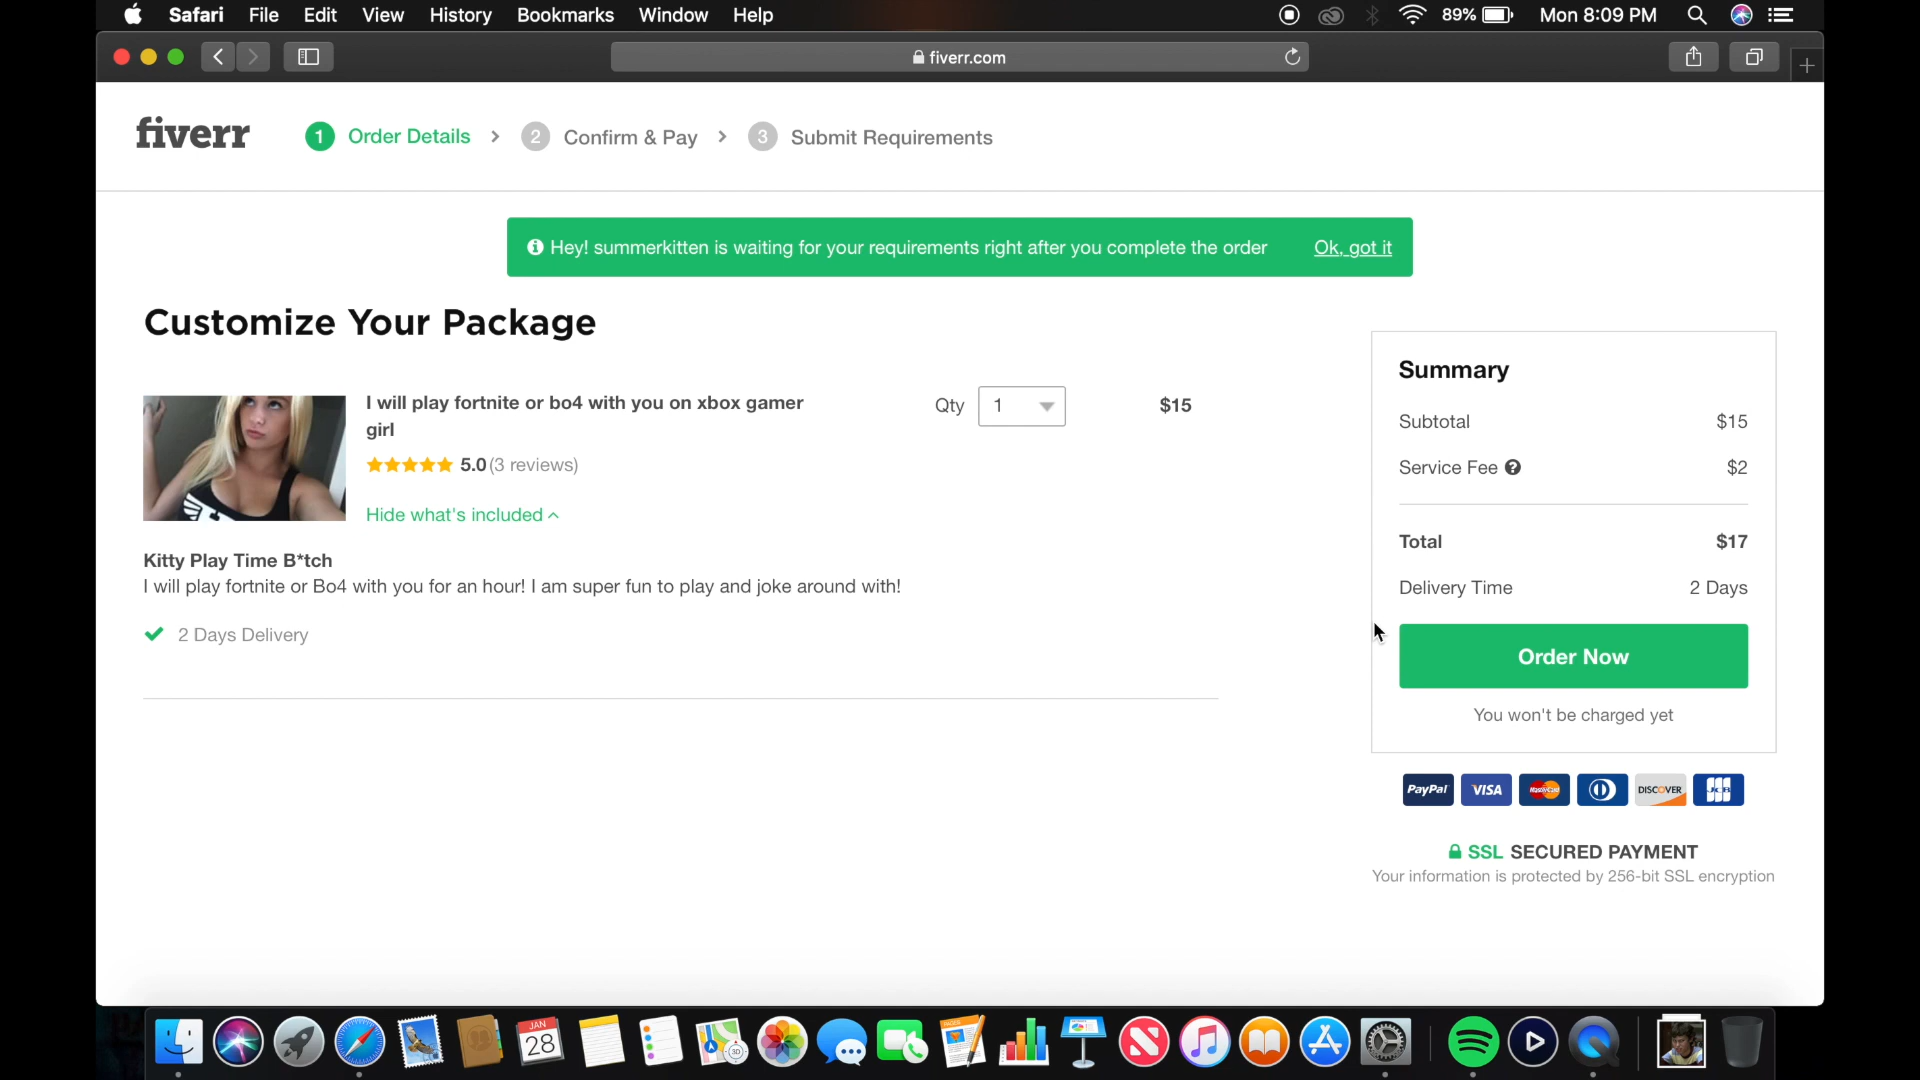 Safari File Edit View History Bookmarks Window Help 89% Mon 8:09 PM
fiverr.com
fiverr 1 Order Details > 2 Confirm & Pay > 3 Submit Requirements
Hey! summerkitten is waiting for your requirements right after you complete the order Ok, got it
Customize Your Package
I will play fortnite or bo4 with you on xbox gamer
girl
Qty 1 $15
5.0 (3 reviews)
Hide what's included
Kitty Play Time B*tch
I will play fortnite or Bo4 with you for an hour! I am super fun to play and joke around with!
2 Days Delivery
Summary
Subtotal $15
Service Fee $2
Total $17
Delivery Time 2 Days
Order Now
You won't be charged yet
PayPal VISA MasterCard DISCOVER JCB
SSL SECURED PAYMENT
Your information is protected by 256-bit SSL encryption
JAN
28
3D
PAGES